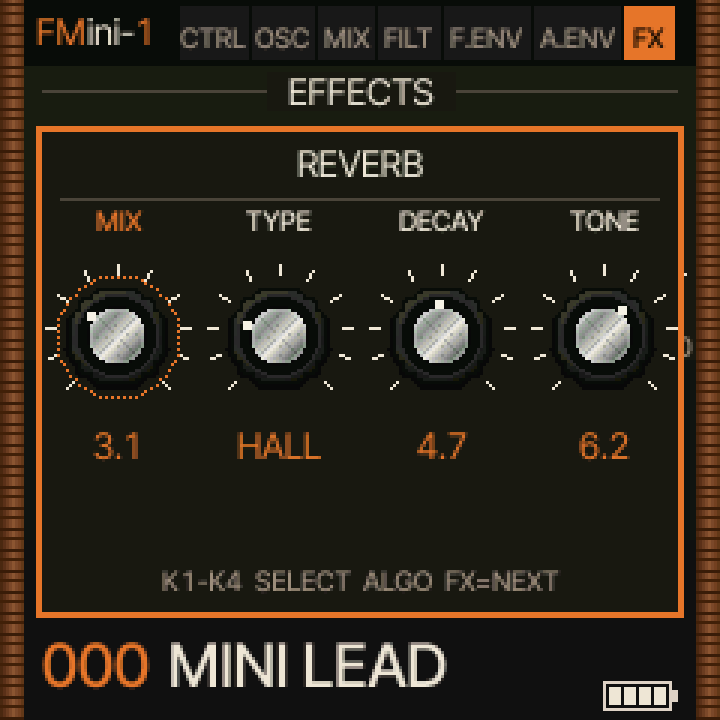 FMini-1 CTRL OSC MIX FILT F.ENV A.ENV FX
EFFECTS
REVERB
MIX TYPE DECAY TONE
3.1 HALL 4.7 6.2
K1-K4 SELECT ALGO FX=NEXT
000 MINI LEAD